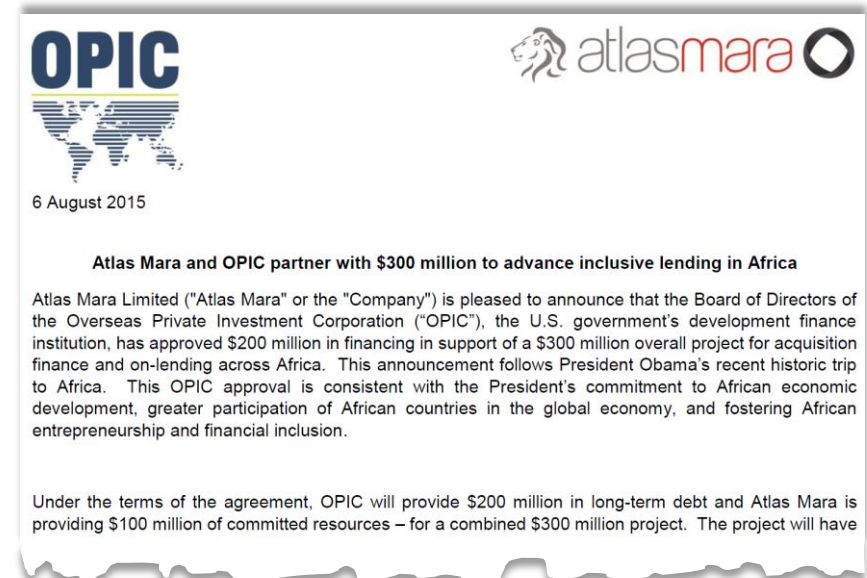 OPIC
atlasmara
6 August 2015
Atlas Mara and OPIC partner with $300 million to advance inclusive lending in Africa
Atlas Mara Limited ("Atlas Mara" or the "Company") is pleased to announce that the Board of Directors of
the Overseas Private Investment Corporation (“OPIC”), the U.S. government’s development finance
institution, has approved $200 million in financing in support of a $300 million overall project for acquisition
finance and on-lending across Africa. This announcement follows President Obama’s recent historic trip
to Africa. This OPIC approval is consistent with the President’s commitment to African economic
development, greater participation of African countries in the global economy, and fostering African
entrepreneurship and financial inclusion.
Under the terms of the agreement, OPIC will provide $200 million in long-term debt and Atlas Mara is
providing $100 million of committed resources – for a combined $300 million project. The project will have